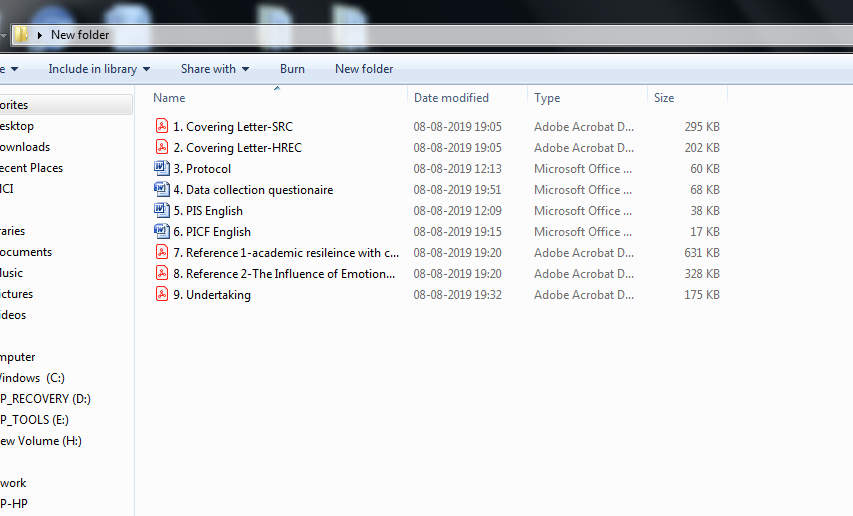 New folder
e Include in library Share with Burn New folder
Name Date modified Type Size
orites
esktop
ownloads
ecent Places
MCI
raries
ocuments
usic
ictures
ideos
mputer
Windows (C:)
P_RECOVERY (D:)
P_TOOLS (E:)
ew Volume (H:)
work
P-HP
1. Covering Letter-SRC 08-08-2019 19:05 Adobe Acrobat D... 295 KB
2. Covering Letter-HREC 08-08-2019 19:05 Adobe Acrobat D... 202 KB
3. Protocol 08-08-2019 12:13 Microsoft Office ... 60 KB
4. Data collection questionaire 08-08-2019 19:51 Microsoft Office ... 68 KB
5. PIS English 08-08-2019 12:09 Microsoft Office ... 38 KB
6. PICF English 08-08-2019 19:15 Microsoft Office ... 17 KB
7. Reference 1-academic resileince with c... 08-08-2019 19:20 Adobe Acrobat D... 631 KB
8. Reference 2-The Influence of Emotion... 08-08-2019 19:20 Adobe Acrobat D... 328 KB
9. Undertaking 08-08-2019 19:32 Adobe Acrobat D... 175 KB